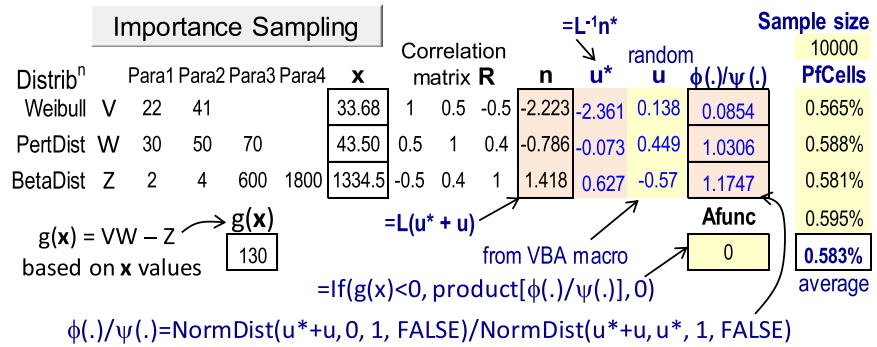 Importance Sampling
=L⁻¹n*
Sample size
10000
Correlation
random
Distribⁿ Para1 Para2 Para3 Para4 x matrix R n u* u ϕ(.)/ψ(.) PfCells
Weibull V 22 41 33.68 1 0.5 -0.5 -2.223 -2.361 0.138 0.0854 0.565%
PertDist W 30 50 70 43.50 0.5 1 0.4 -0.786 -0.073 0.449 1.0306 0.588%
BetaDist Z 2 4 600 1800 1334.5 -0.5 0.4 1 1.418 0.627 -0.57 1.1747 0.581%
g(x) =L(u* + u) Afunc 0.595%
g(x) = VW – Z 130 from VBA macro 0 0.583%
based on x values average
=If(g(x)<0, product[ϕ(.)/ψ(.)], 0)
ϕ(.)/ψ(.)=NormDist(u*+u, 0, 1, FALSE)/NormDist(u*+u, u*, 1, FALSE)